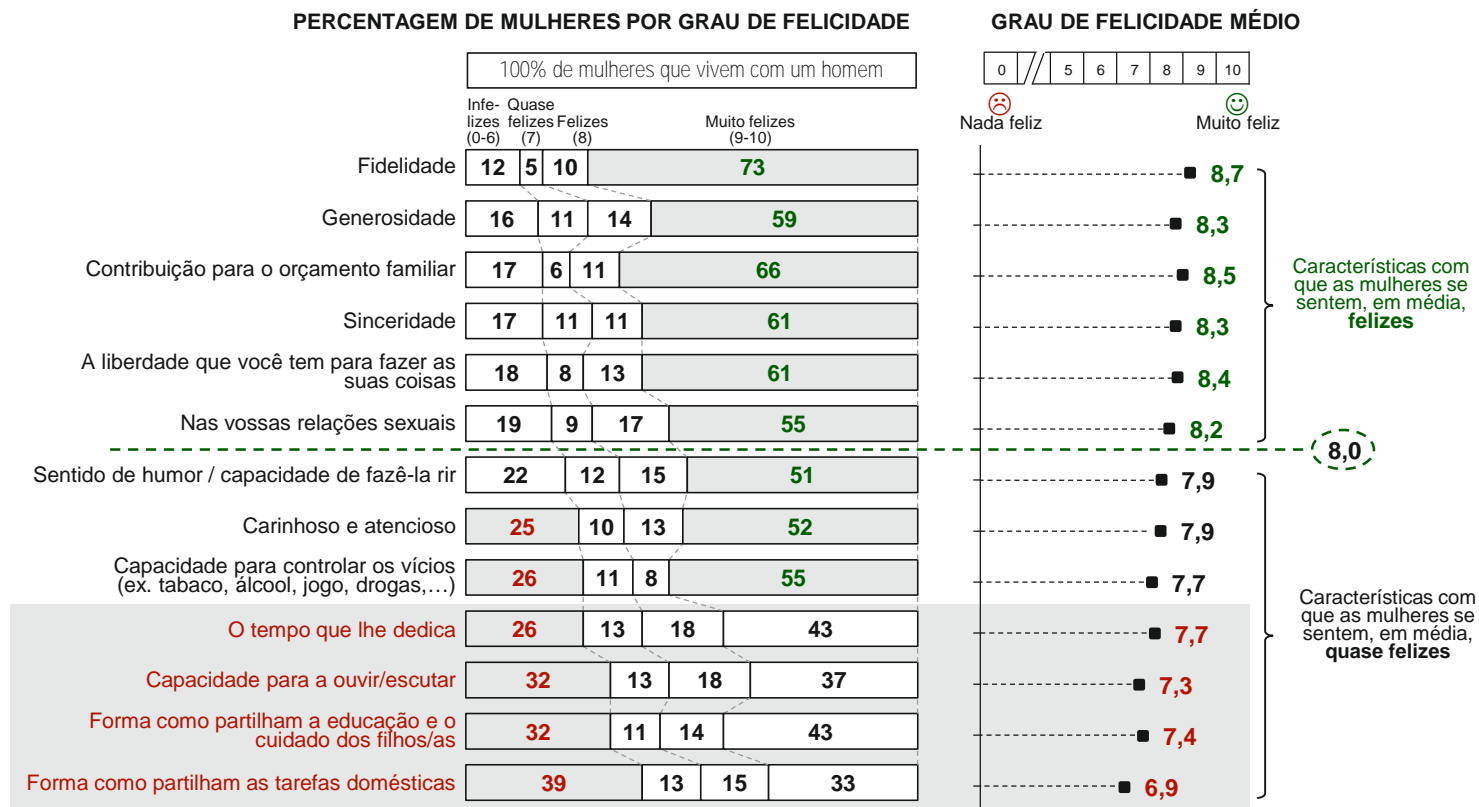 PERCENTAGEM DE MULHERES POR GRAU DE FELICIDADE
GRAU DE FELICIDADE MÉDIO
100% de mulheres que vivem com um homem
0 5 6 7 8 9 10
Infe-
lizes
(0-6)
Quase
felizes
(7)
Felizes
(8)
Muito felizes
(9-10)
Nada feliz
Muito feliz
Fidelidade
12 5 10 73
8,7
Generosidade
16 11 14 59
8,3
Contribuição para o orçamento familiar
17 6 11 66
8,5
Sinceridade
17 11 11 61
8,3
A liberdade que você tem para fazer as
suas coisas
18 8 13 61
8,4
Nas vossas relações sexuais
19 9 17 55
8,2
Características com
que as mulheres se
sentem, em média,
felizes
8,0
Sentido de humor / capacidade de fazê-la rir
22 12 15 51
7,9
Carinhoso e atencioso
25 10 13 52
7,9
Capacidade para controlar os vícios
(ex. tabaco, álcool, jogo, drogas,…)
26 11 8 55
7,7
O tempo que lhe dedica
26 13 18 43
7,7
Capacidade para a ouvir/escutar
32 13 18 37
7,3
Forma como partilham a educação e o
cuidado dos filhos/as
32 11 14 43
7,4
Forma como partilham as tarefas domésticas
39 13 15 33
6,9
Características com
que as mulheres se
sentem, em média,
quase felizes